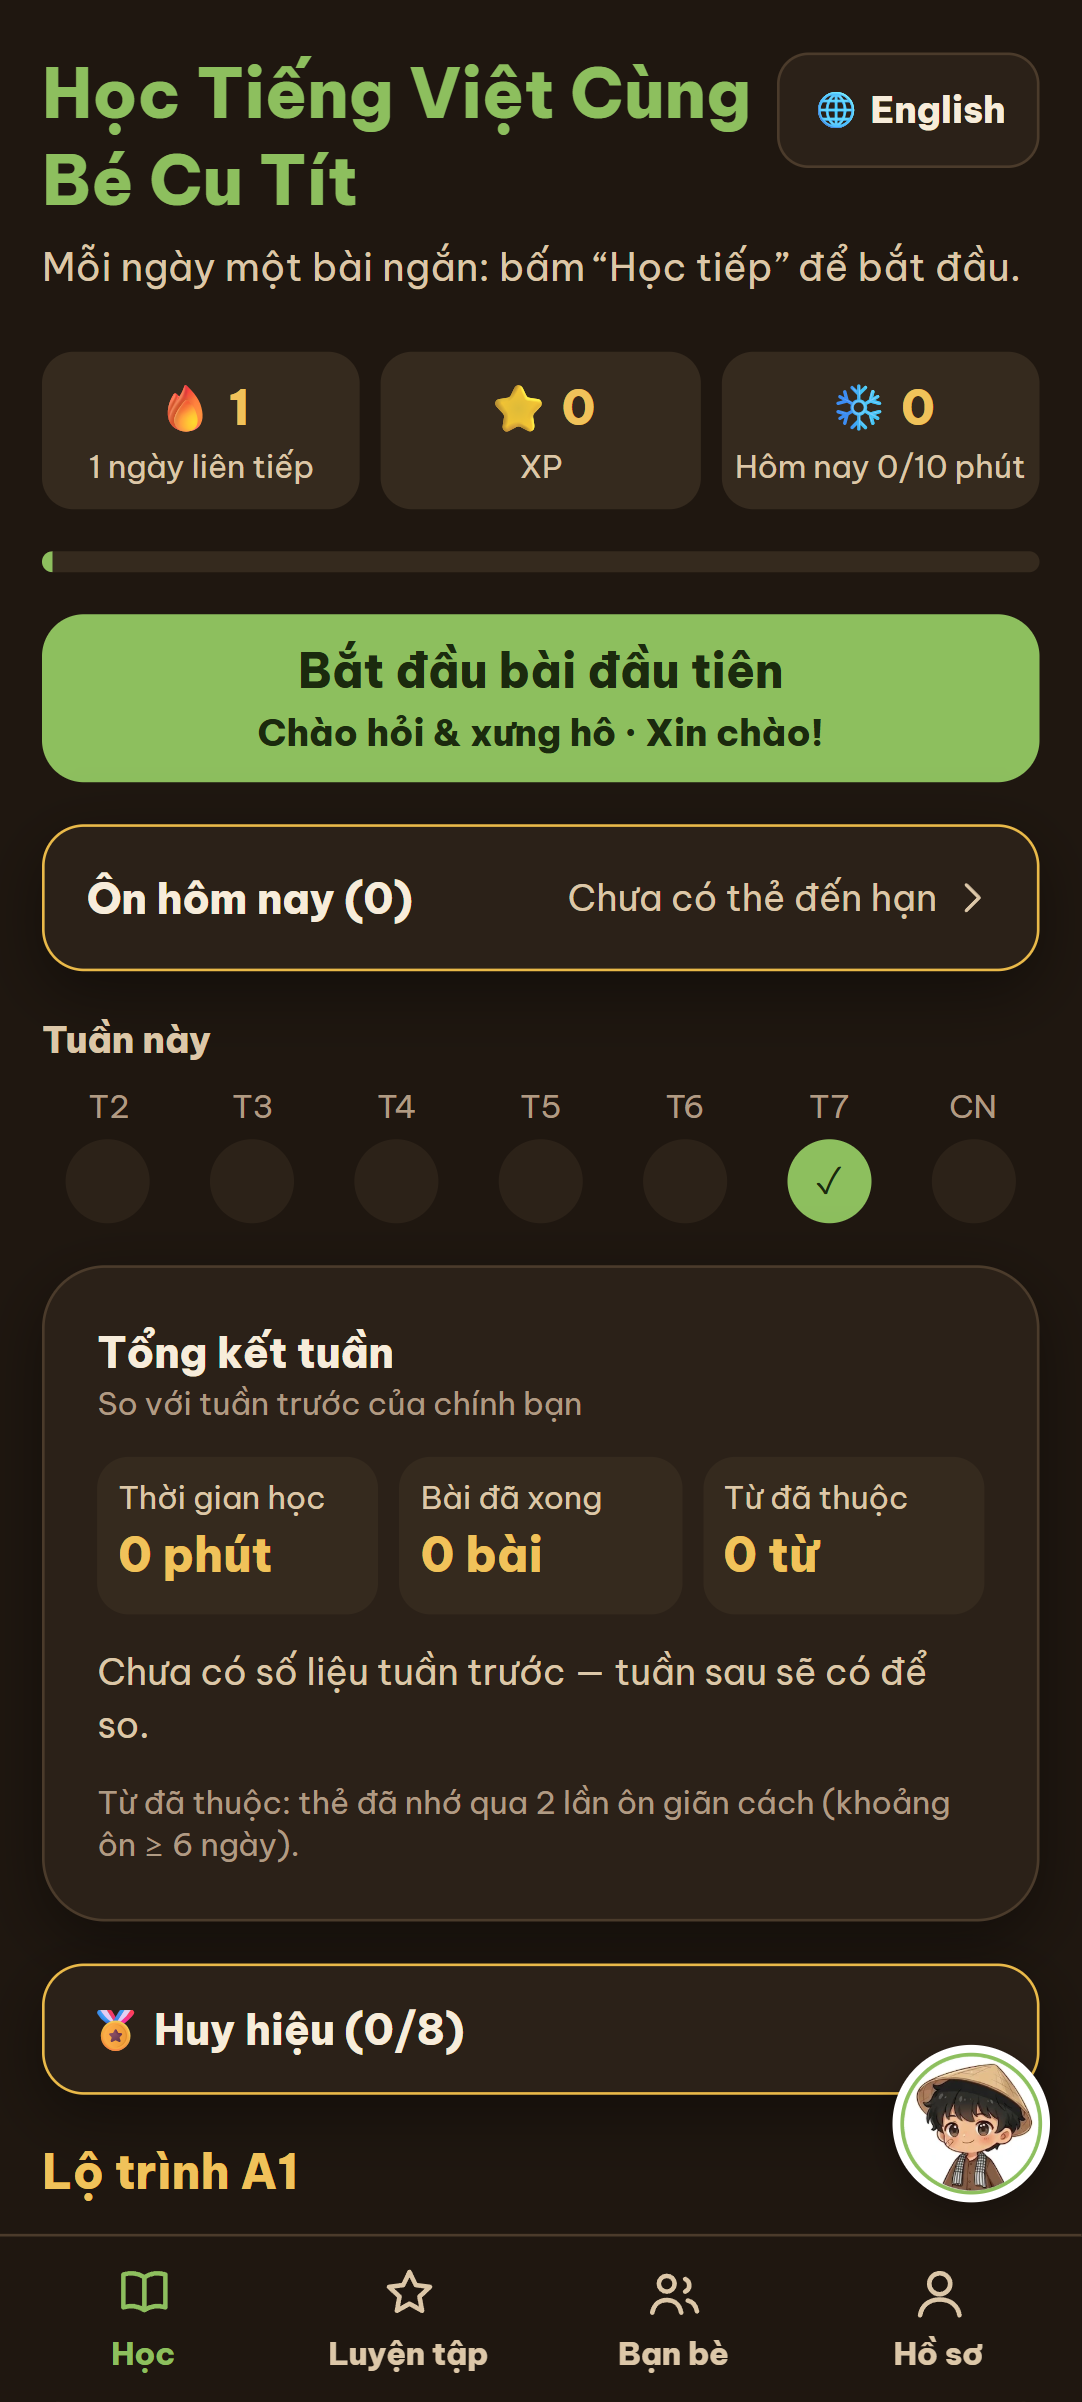 Học Tiếng Việt Cùng
Bé Cu Tít
English
Mỗi ngày một bài ngắn: bấm “Học tiếp” để bắt đầu.
1
1 ngày liên tiếp
0
XP
0
Hôm nay 0/10 phút
Bắt đầu bài đầu tiên
Chào hỏi & xưng hô · Xin chào!
Ôn hôm nay (0)
Chưa có thẻ đến hạn
Tuần này
T2 T3 T4 T5 T6 T7 CN
✓
Tổng kết tuần
So với tuần trước của chính bạn
Thời gian học
0 phút
Bài đã xong
0 bài
Từ đã thuộc
0 từ
Chưa có số liệu tuần trước — tuần sau sẽ có để
so.
Từ đã thuộc: thẻ đã nhớ qua 2 lần ôn giãn cách (khoảng
ôn ≥ 6 ngày).
Huy hiệu (0/8)
Lộ trình A1
Học
Luyện tập
Bạn bè
Hồ sơ